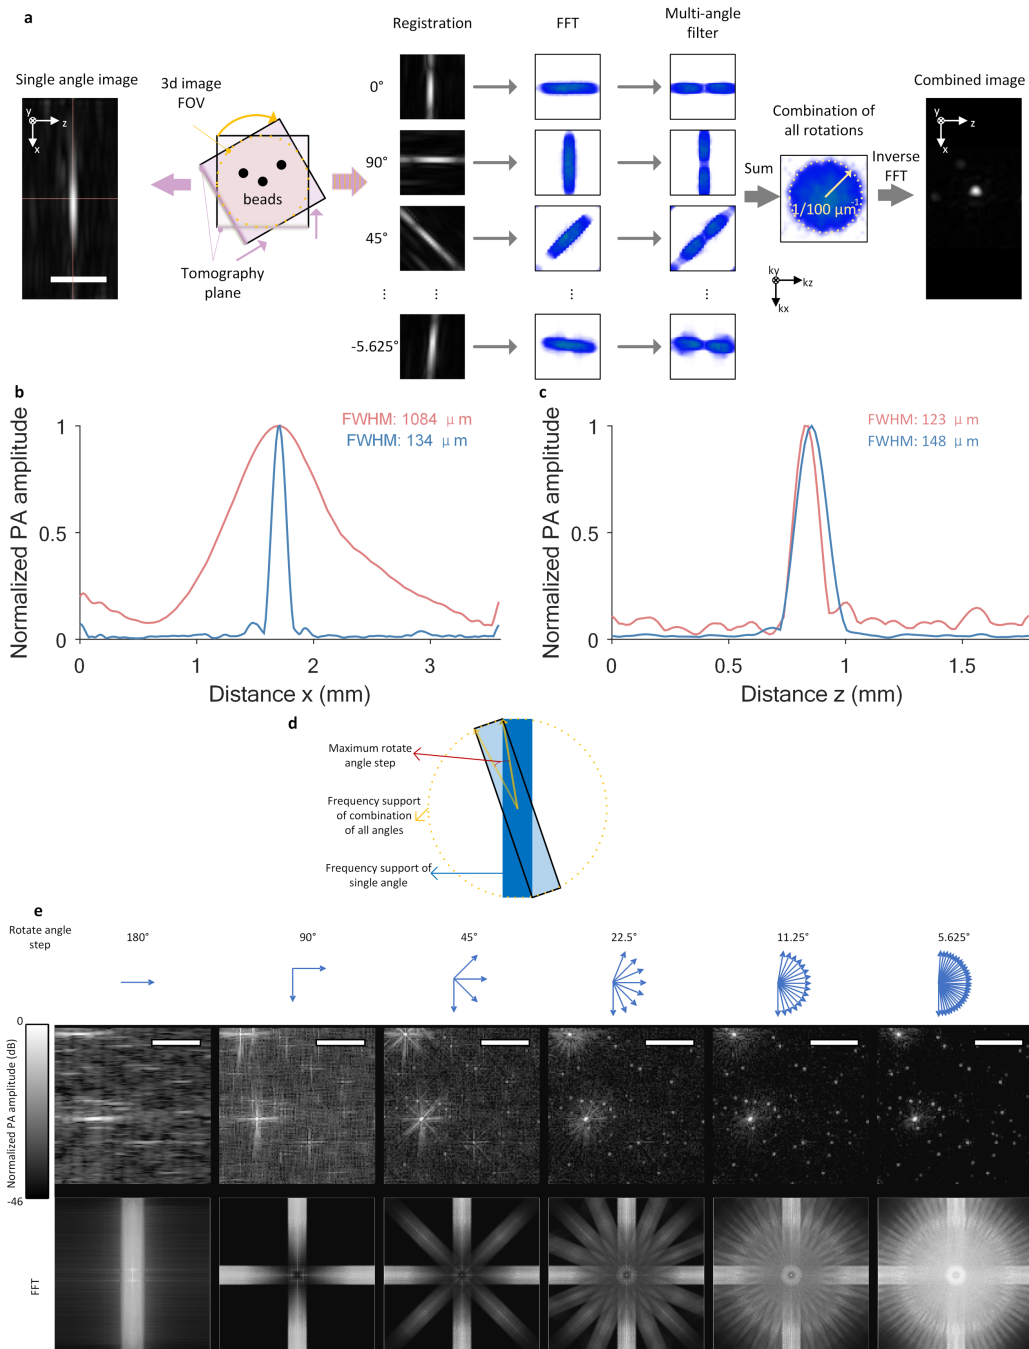 a
Registration
FFT
Multi-angle
filter
Single angle image
3d image
FOV
0°
Combined image
y
z
x
Combination of
all rotations
y
z
x
90°
beads
Sum
Inverse
FFT
1/100 μm⁻¹
45°
Tomography
plane
ky
kz
kx
⋮
⋮
⋮
⋮
-5.625°
b
FWHM: 1084 μm
FWHM: 134 μm
Normalized PA amplitude
1
0.5
0
0
1
2
3
Distance x (mm)
c
FWHM: 123 μm
FWHM: 148 μm
Normalized PA amplitude
1
0.5
0
0
0.5
1
1.5
Distance z (mm)
d
Maximum rotate
angle step
Frequency support
of combination
of all angles
Frequency support of
single angle
e
Rotate angle
step
180°
90°
45°
22.5°
11.25°
5.625°
0
Normalized PA amplitude (dB)
-46
FFT